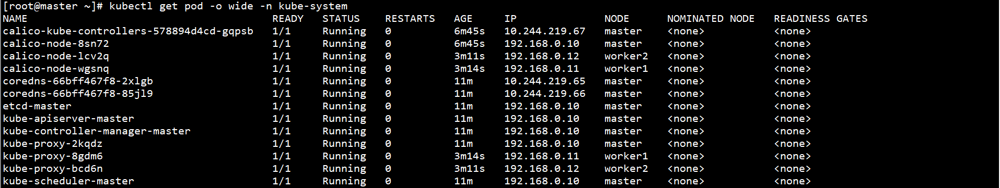 [root@master ~]# kubectl get pod -o wide -n kube-system
NAME                                       READY   STATUS    RESTARTS   AGE     IP              NODE      NOMINATED NODE   READINESS GATES
calico-kube-controllers-578894d4cd-gqpsb   1/1     Running   0          6m45s   10.244.219.67   master    <none>           <none>
calico-node-8sn72                          1/1     Running   0          6m45s   192.168.0.10    master    <none>           <none>
calico-node-lcv2q                          1/1     Running   0          3m11s   192.168.0.12    worker2   <none>           <none>
calico-node-wgsnq                          1/1     Running   0          3m14s   192.168.0.11    worker1   <none>           <none>
coredns-66bff467f8-2xlgb                   1/1     Running   0          11m     10.244.219.65   master    <none>           <none>
coredns-66bff467f8-85jl9                   1/1     Running   0          11m     10.244.219.66   master    <none>           <none>
etcd-master                                1/1     Running   0          11m     192.168.0.10    master    <none>           <none>
kube-apiserver-master                      1/1     Running   0          11m     192.168.0.10    master    <none>           <none>
kube-controller-manager-master             1/1     Running   0          11m     192.168.0.10    master    <none>           <none>
kube-proxy-2kqdz                           1/1     Running   0          11m     192.168.0.10    master    <none>           <none>
kube-proxy-8gdm6                           1/1     Running   0          3m14s   192.168.0.11    worker1   <none>           <none>
kube-proxy-bcd6n                           1/1     Running   0          3m11s   192.168.0.12    worker2   <none>           <none>
kube-scheduler-master                      1/1     Running   0          11m     192.168.0.10    master    <none>           <none>